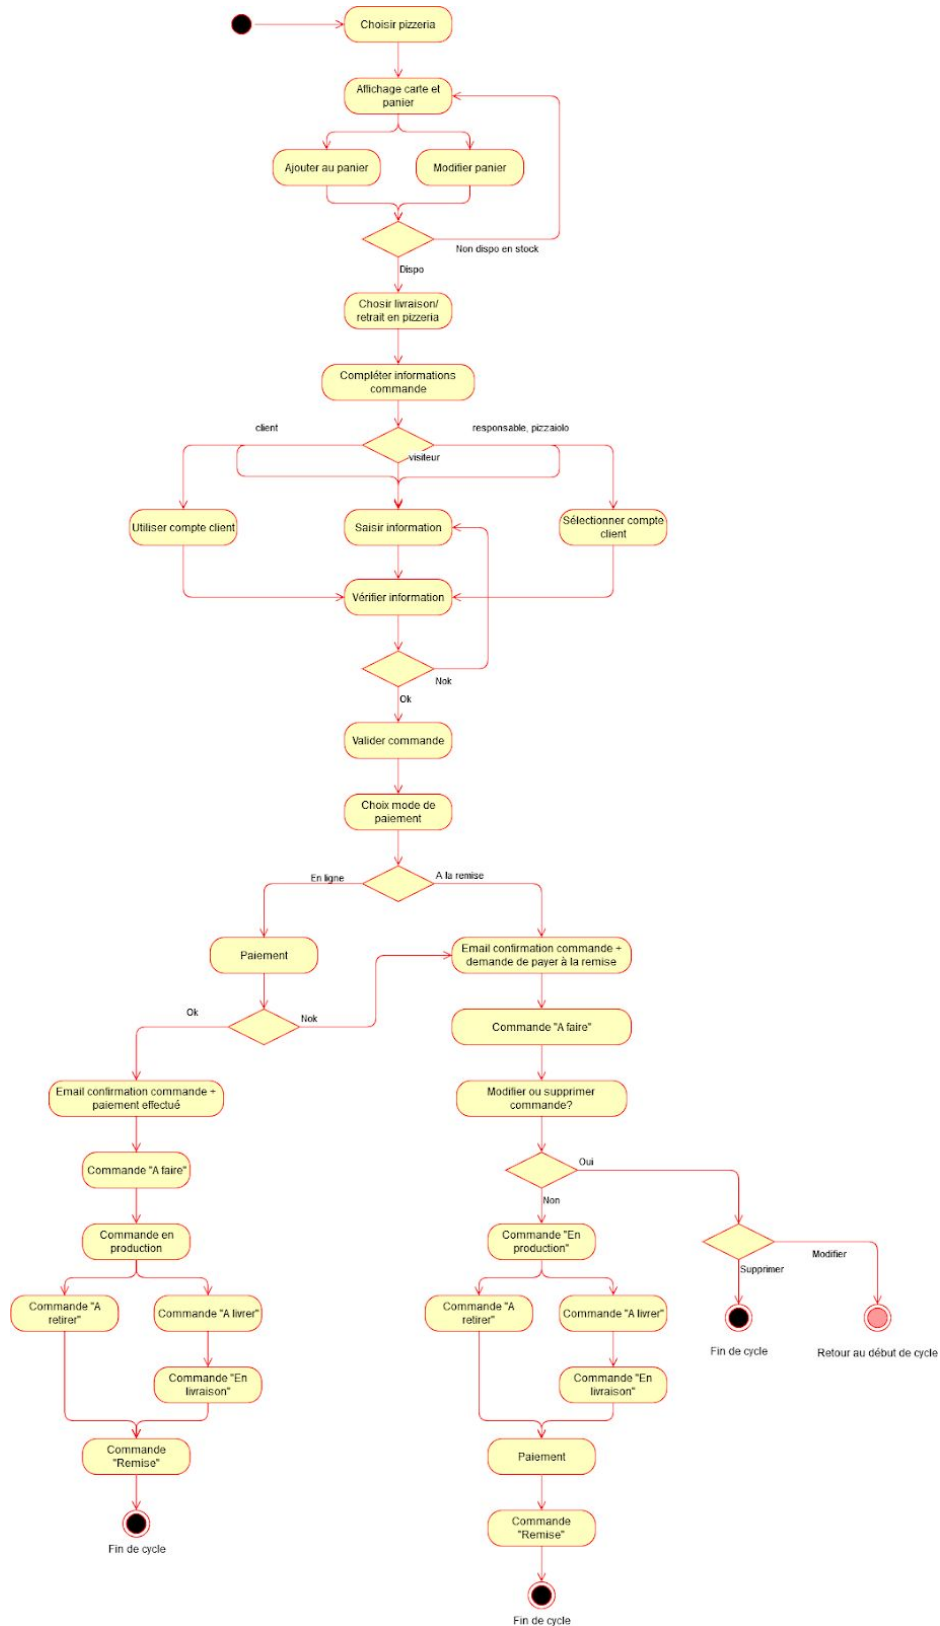 Choisir pizzeria
Affichage carte et
panier
Ajouter au panier
Modifier panier
Non dispo en stock
Dispo
Chosir livraison/
retrait en pizzeria
Compléter informations
commande
client
responsable, pizzaiolo
visiteur
Utiliser compte client
Saisir information
Sélectionner compte
client
Vérifier information
Nok
Ok
Valider commande
Choix mode de
paiement
En ligne
A la remise
Paiement
Email confirmation commande +
demande de payer à la remise
Ok
Nok
Commande "A faire"
Email confirmation commande +
paiement effectué
Modifier ou supprimer
commande?
Commande "A faire"
Oui
Non
Commande en
production
Commande "En
production"
Supprimer
Modifier
Commande "A
retirer"
Commande "A livrer"
Commande "A
retirer"
Commande "A livrer"
Fin de cycle
Retour au début de cycle
Commande "En
livraison"
Commande "En
livraison"
Commande
"Remise"
Paiement
Commande
"Remise"
Fin de cycle
Fin de cycle